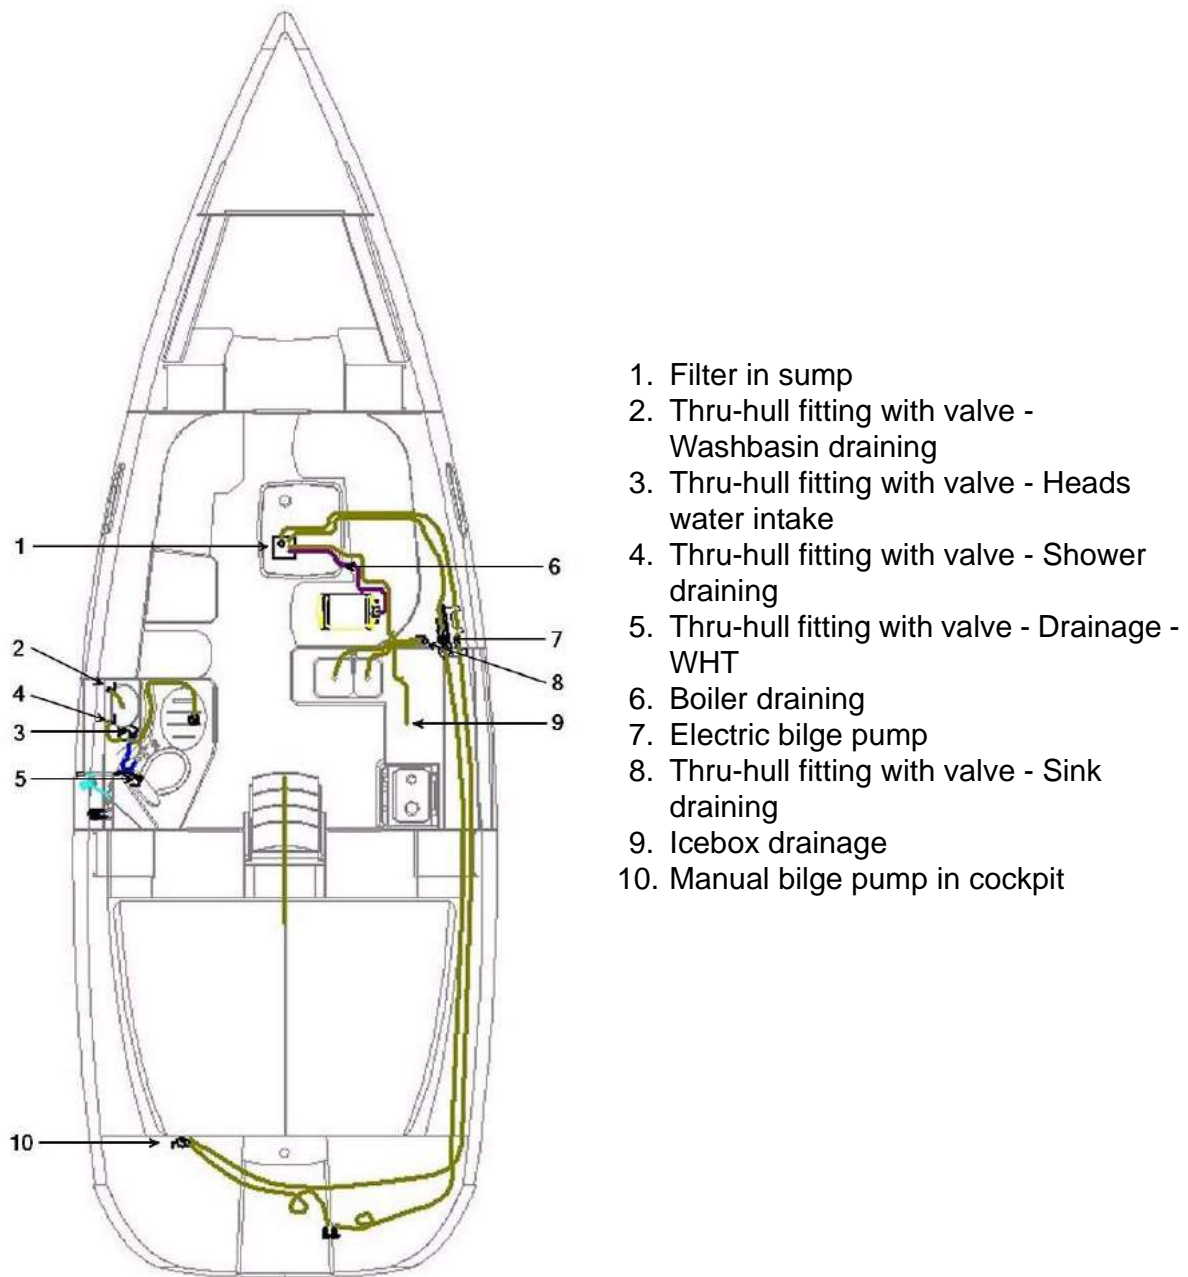 1. Filter in sump
2. Thru-hull fitting with valve -
Washbasin draining
3. Thru-hull fitting with valve - Heads
water intake
4. Thru-hull fitting with valve - Shower
draining
5. Thru-hull fitting with valve - Drainage -
WHT
6. Boiler draining
7. Electric bilge pump
8. Thru-hull fitting with valve - Sink
draining
9. Icebox drainage
10. Manual bilge pump in cockpit
1
6
7
2
8
4
9
3
5
10